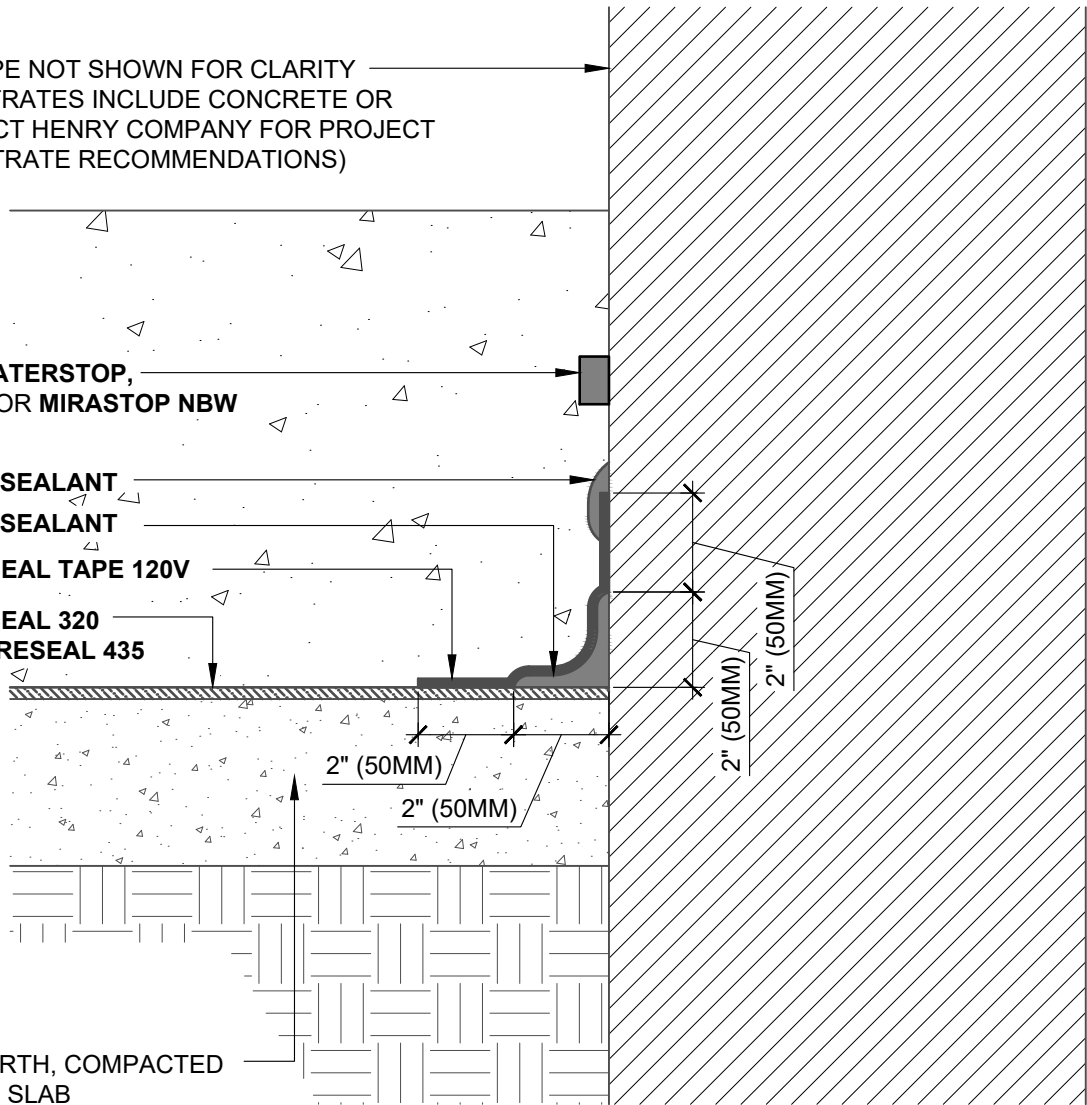 PE NOT SHOWN FOR CLARITY
TRATES INCLUDE CONCRETE OR
CT HENRY COMPANY FOR PROJECT
TRATE RECOMMENDATIONS)
ATERSTOP,
OR MIRASTOP NBW
SEALANT
SEALANT
EAL TAPE 120V
EAL 320
RESEAL 435
2" (50MM)
2" (50MM)
2" (50MM)
2" (50MM)
RTH, COMPACTED
SLAB